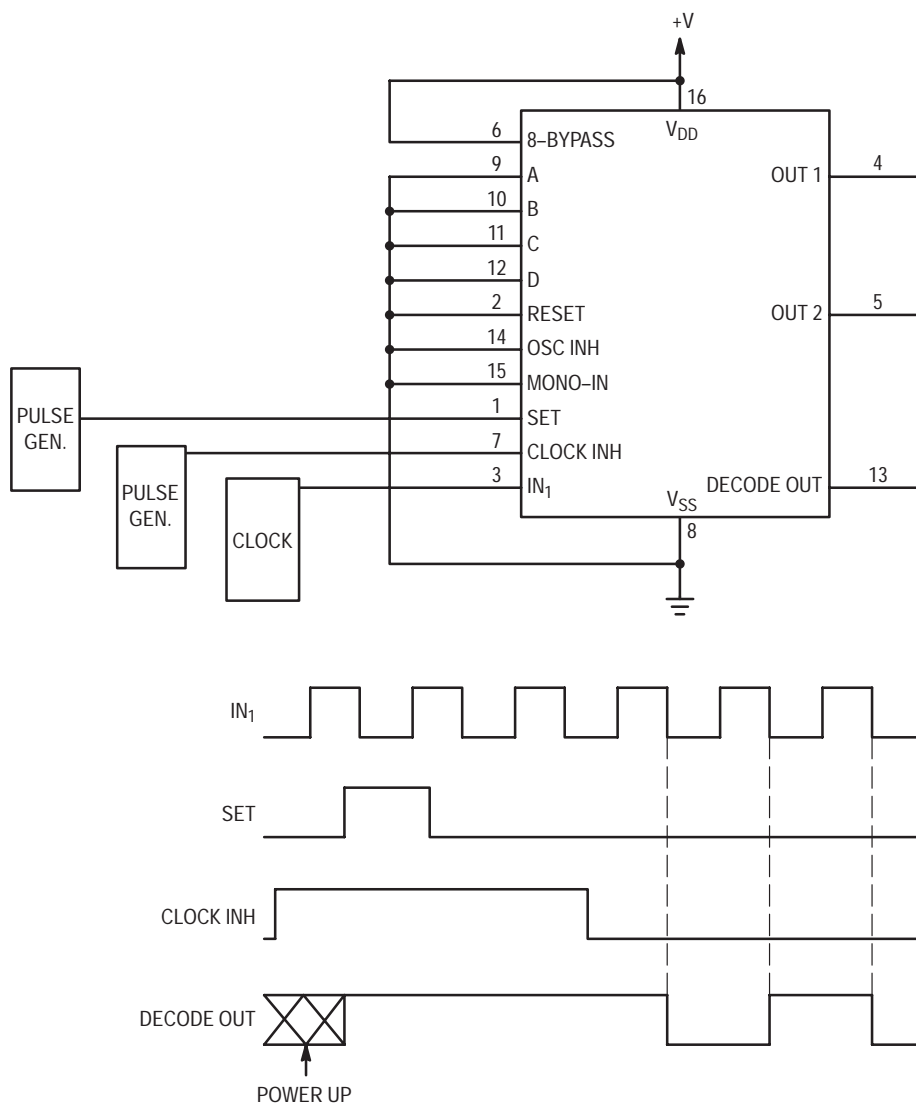 +V
16
V_DD
6 8–BYPASS
9 A
OUT 1 4
10 B
11 C
12 D
2 RESET
OUT 2 5
14 OSC INH
15 MONO–IN
1 SET
7 CLOCK INH
3 IN₁
DECODE OUT 13
V_SS
8
PULSE
GEN.
PULSE
GEN.
CLOCK
IN₁
SET
CLOCK INH
DECODE OUT
POWER UP